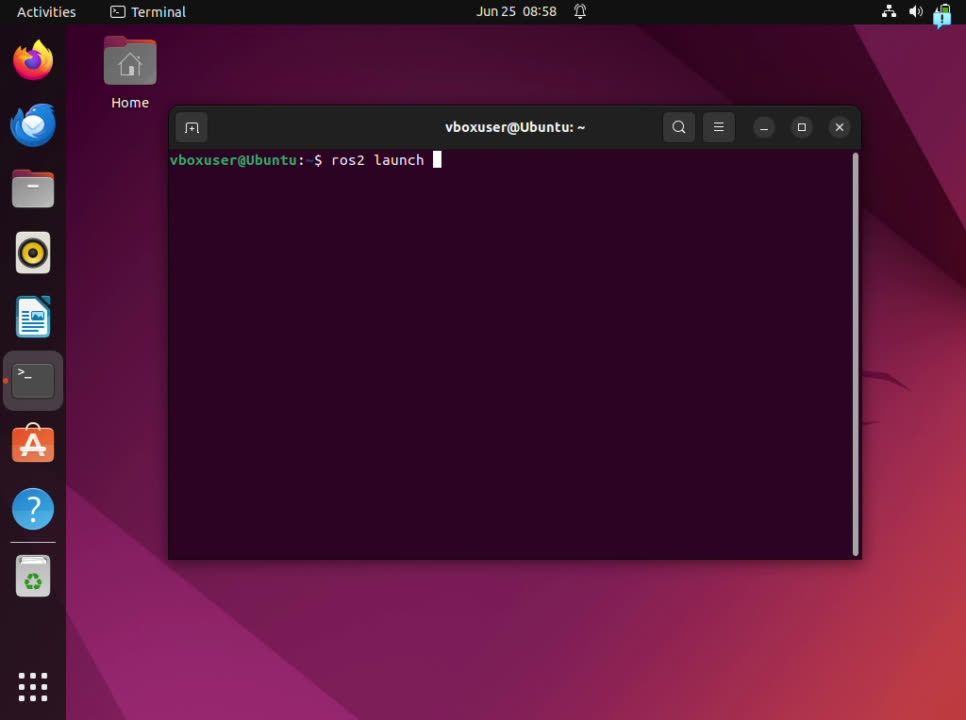 Activities Terminal Jun 25 08:58
Home
vboxuser@Ubuntu: ~
vboxuser@Ubuntu:~$ ros2 launch